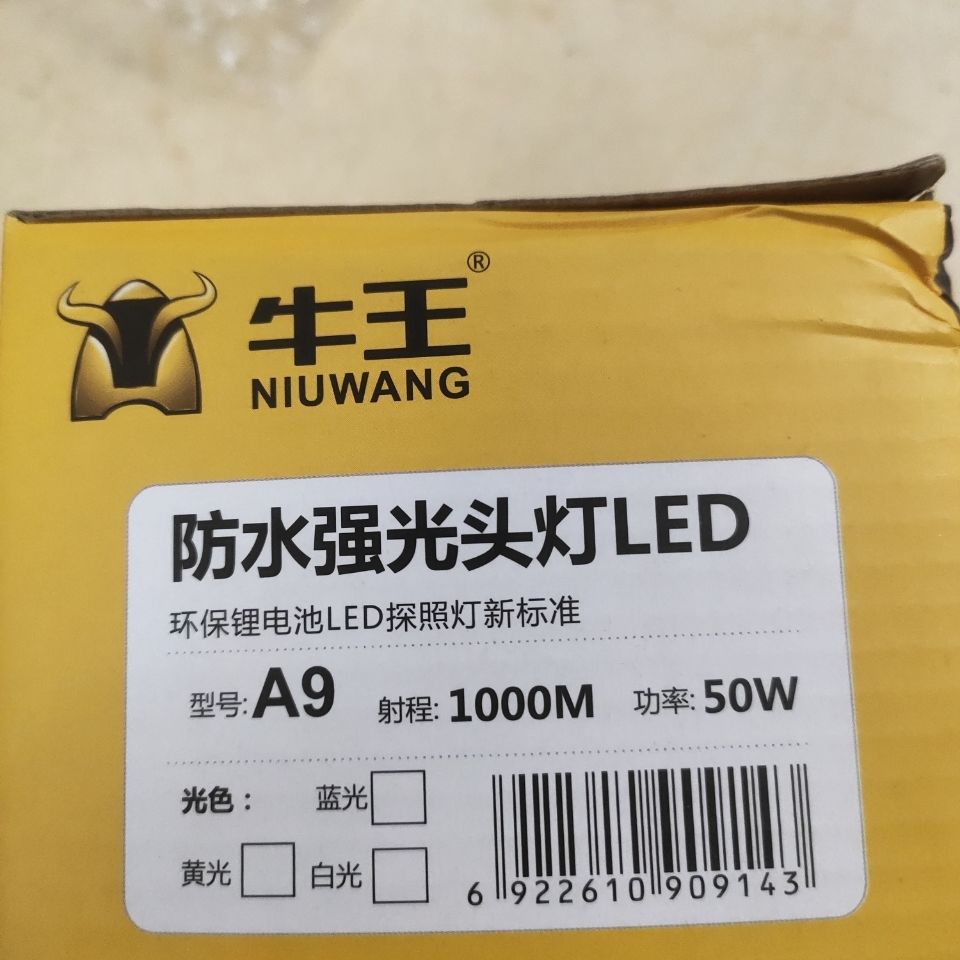 牛王®
NIUWANG
防水强光头灯LED
环保锂电池LED探照灯新标准
型号: A9 射程: 1000M 功率: 50W
光色： 蓝光
黄光 白光
6 922610 909143